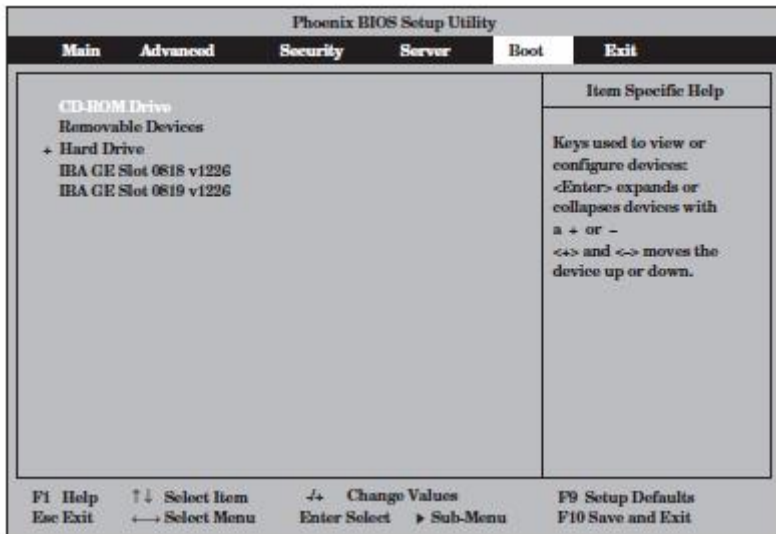 Phoenix BIOS Setup Utility
Main Advanced Security Server Boot Exit
CD-ROM Drive
Removable Devices
+ Hard Drive
IBA GE Slot 0818 v1226
IBA GE Slot 0819 v1226
Item Specific Help
Keys used to view or
configure devices:
<Enter> expands or
collapses devices with
a + or –
<+> and <-> moves the
device up or down.
F1 Help ↑↓ Select Item -/+ Change Values F9 Setup Defaults
Esc Exit ←→ Select Menu Enter Select ▸ Sub-Menu F10 Save and Exit